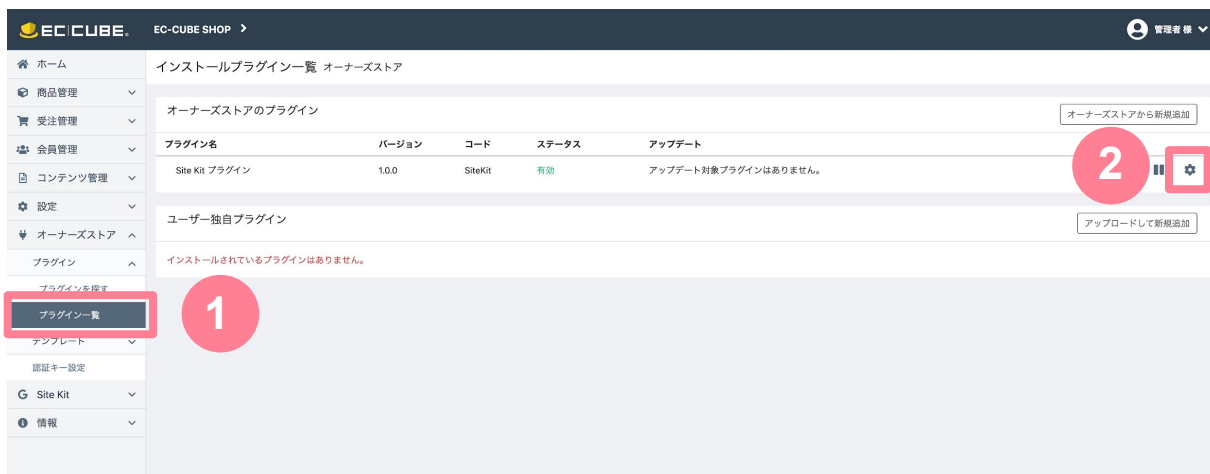 EC CUBE.
EC-CUBE SHOP
管理者 様
ホーム
商品管理
受注管理
会員管理
コンテンツ管理
設定
オーナーズストア
プラグイン
プラグインを探す
プラグイン一覧
テンプレート
認証キー設定
Site Kit
情報
インストールプラグイン一覧 オーナーズストア
オーナーズストアのプラグイン
オーナーズストアから新規追加
プラグイン名 バージョン コード ステータス アップデート
Site Kit プラグイン 1.0.0 SiteKit 有効 アップデート対象プラグインはありません。
2
ユーザー独自プラグイン
アップロードして新規追加
インストールされているプラグインはありません。
1